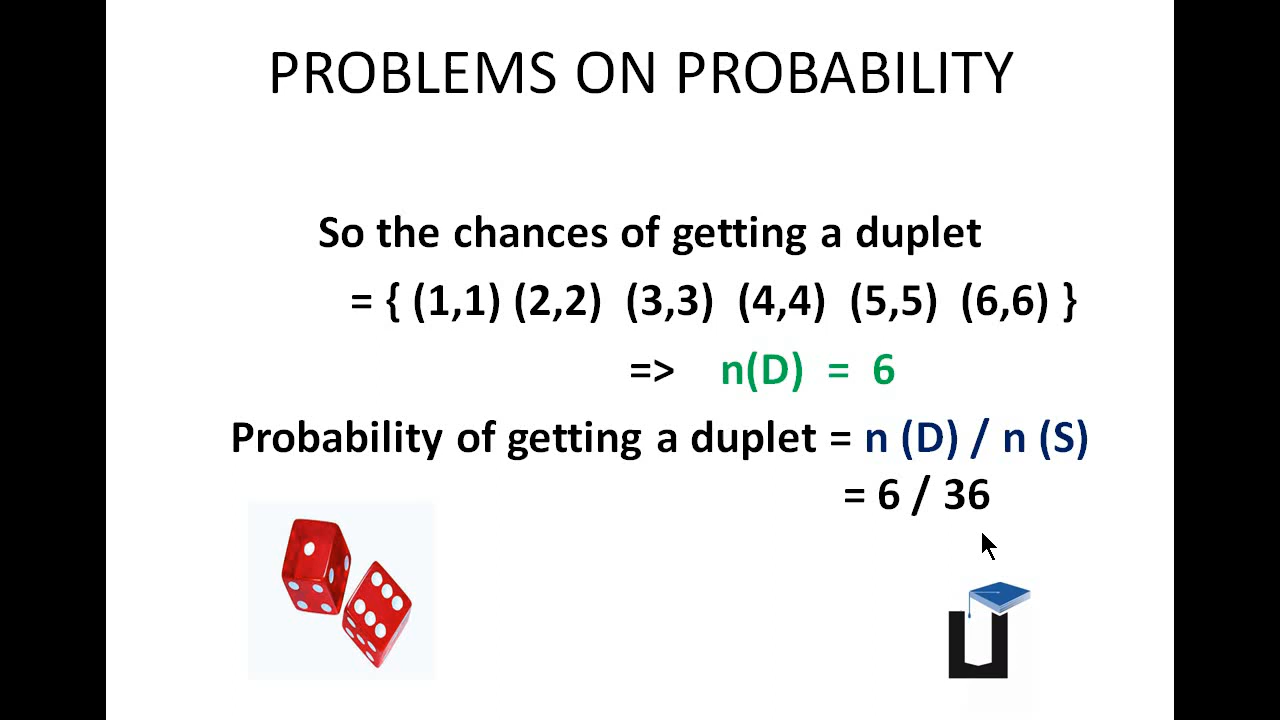 PROBLEMS ON PROBABILITY
So the chances of getting a duplet
= { (1,1) (2,2) (3,3) (4,4) (5,5) (6,6) }
=> n(D) = 6
Probability of getting a duplet = n (D) / n (S)
= 6 / 36